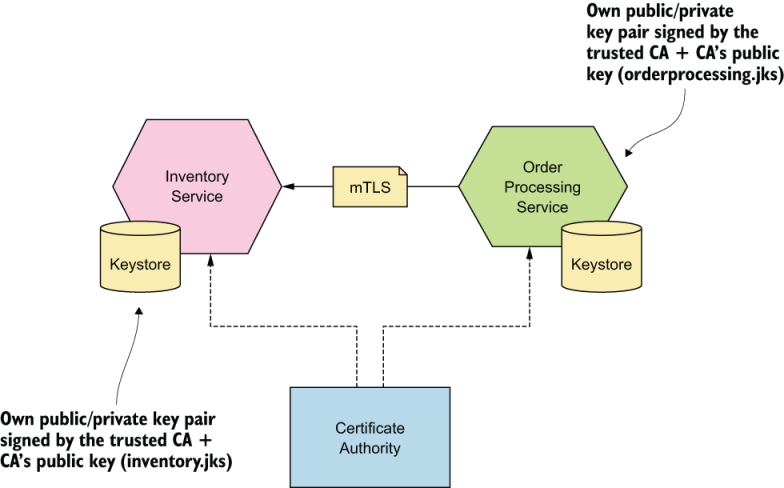 Own public/private
key pair signed by the
trusted CA + CA's public
key (orderprocessing.jks)
Inventory
Service
mTLS
Order
Processing
Service
Keystore
Keystore
Own public/private key pair
signed by the trusted CA +
CA's public key (inventory.jks)
Certificate
Authority